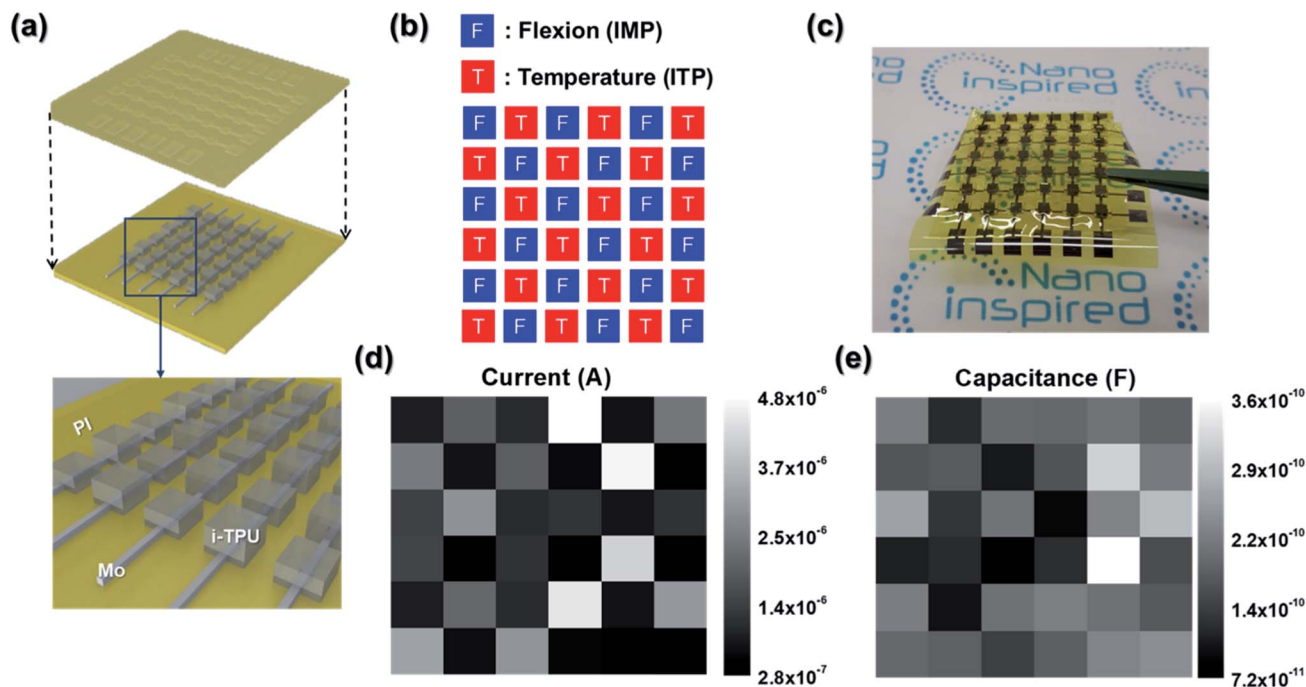 (a)
PI
i-TPU
Mo
(b)
F : Flexion (IMP)
T : Temperature (ITP)
F T F T F T
T F T F T F
F T F T F T
T F T F T F
F T F T F T
T F T F T F
(c)
Nano
inspired
Nano
inspired
(d)
Current (A)
4.8x10⁻⁶
3.7x10⁻⁶
2.5x10⁻⁶
1.4x10⁻⁶
2.8x10⁻⁷
(e)
Capacitance (F)
3.6x10⁻¹⁰
2.9x10⁻¹⁰
2.2x10⁻¹⁰
1.4x10⁻¹⁰
7.2x10⁻¹¹